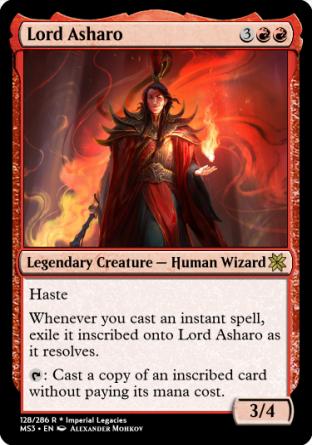 Lord Asharo 3
Legendary Creature — Human Wizard
Haste
Whenever you cast an instant spell,
exile it inscribed onto Lord Asharo as
it resolves.
: Cast a copy of an inscribed card
without paying its mana cost.
3/4
128/286 R * Imperial Legacies
MS3 • EN Alexander Mohkov